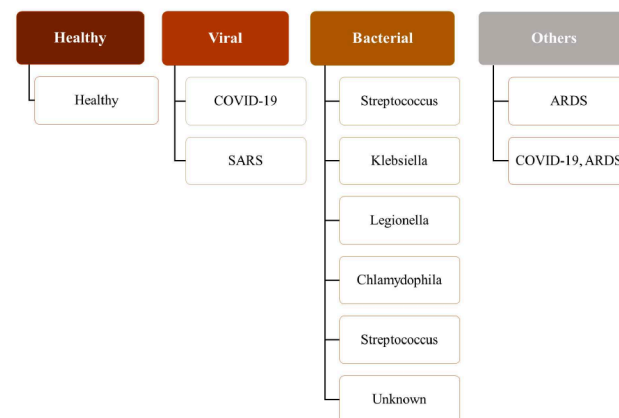 Healthy
Viral
Bacterial
Others
Healthy
COVID-19
Streptococcus
ARDS
SARS
Klebsiella
COVID-19, ARDS
Legionella
Chlamydophila
Streptococcus
Unknown